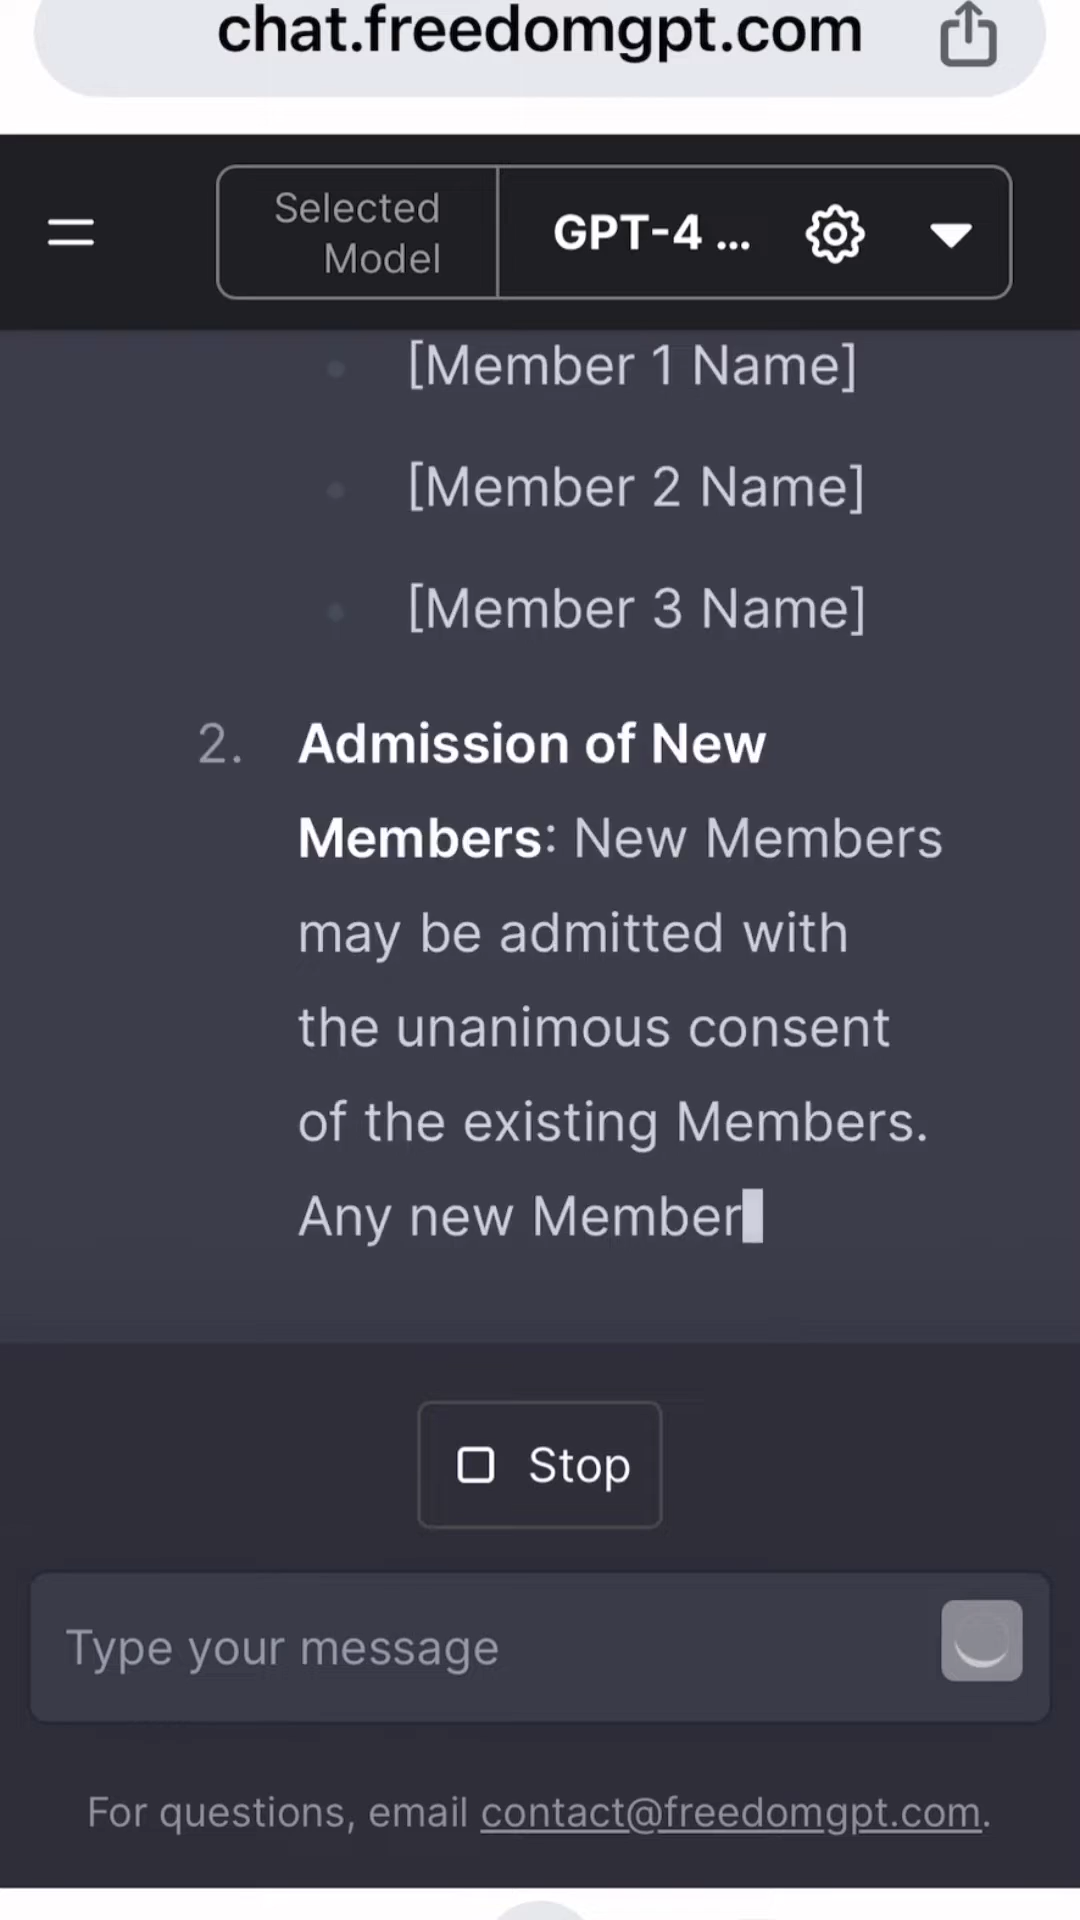 chat.freedomgpt.com
Selected
Model
GPT-4 ...
[Member 1 Name]
[Member 2 Name]
[Member 3 Name]
2. Admission of New
Members: New Members
may be admitted with
the unanimous consent
of the existing Members.
Any new Member
Stop
Type your message
For questions, email contact@freedomgpt.com.